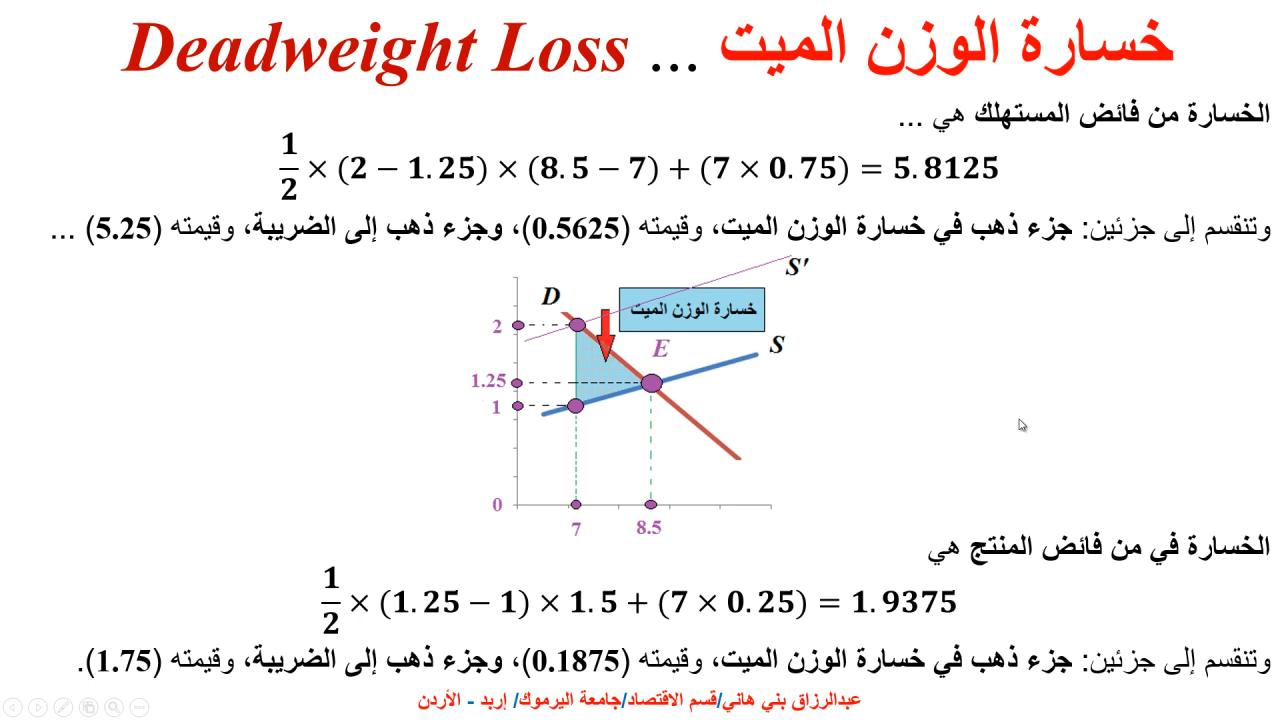 خسارة الوزن الميت ... Deadweight Loss
الخسارة من فائض المستهلك هي ...
1/2 × (2 − 1.25) × (8.5 − 7) + (7 × 0.75) = 5.8125
وتنقسم إلى جزئين: جزء ذهب في خسارة الوزن الميت، وقيمته (0.5625)، وجزء ذهب إلى الضريبة، وقيمته (5.25) ...
S′
D
خسارة الوزن الميت
2
E
S
1.25
1
0
7
8.5
الخسارة في من فائض المنتج هي
1/2 × (1.25 − 1) × 1.5 + (7 × 0.25) = 1.9375
وتنقسم إلى جزئين: جزء ذهب في خسارة الوزن الميت، وقيمته (0.1875)، وجزء ذهب إلى الضريبة، وقيمته (1.75).
عبدالرزاق بني هاني/قسم الاقتصاد/جامعة اليرموك/ إربد - الأردن